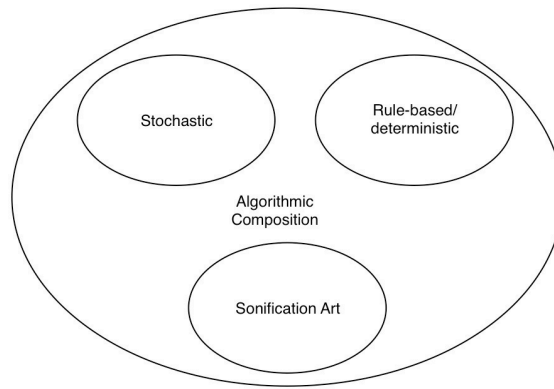 Stochastic
Rule-based/
deterministic
Algorithmic
Composition
Sonification Art